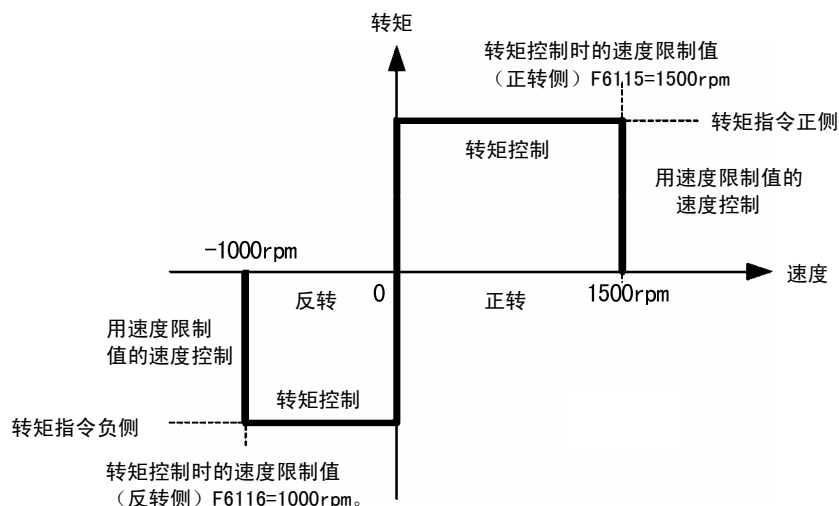 转矩
转矩控制时的速度限制值
（正转侧）F6115=1500rpm
转矩指令正侧
转矩控制
用速度限制值的
速度控制
-1000rpm
速度
0
1500rpm
反转
正转
用速度限制
值的速度控制
转矩控制
转矩指令负侧
转矩控制时的速度限制值
（反转侧）F6116=1000rpm。